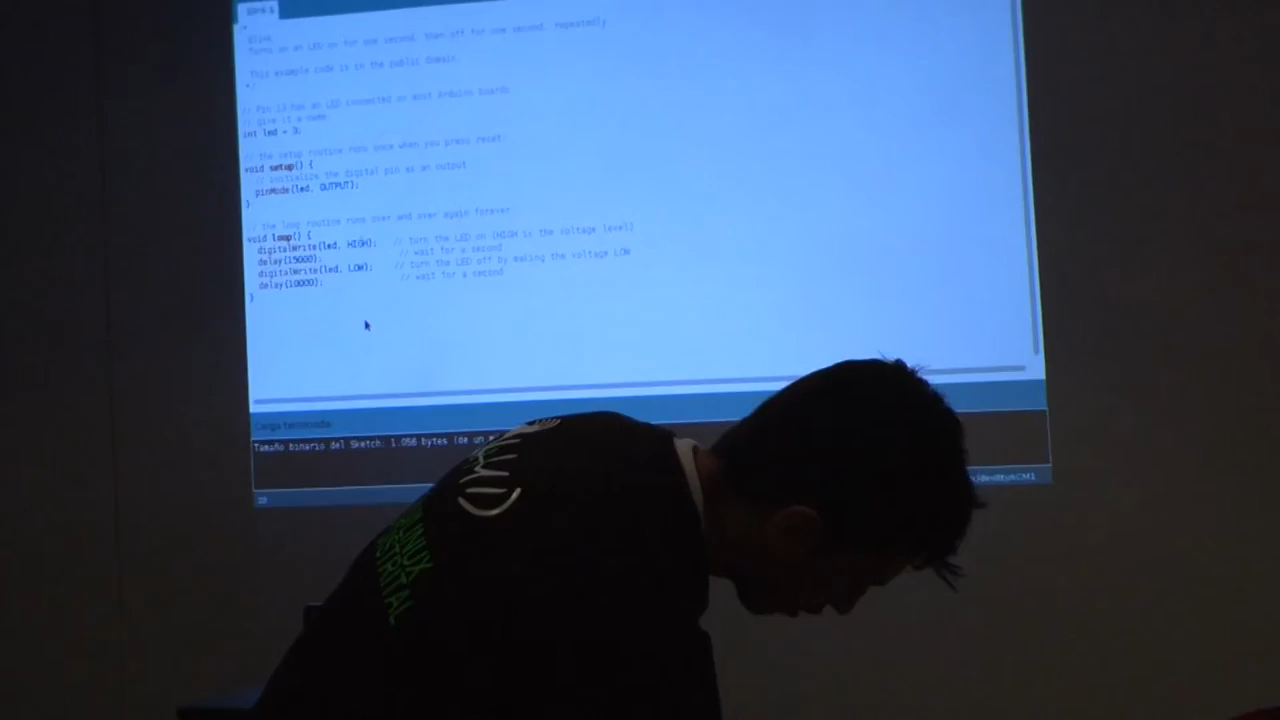 Blink §
/*
Blink
Turns on an LED on for one second, then off for one second, repeatedly.
This example code is in the public domain.
*/
// Pin 13 has an LED connected on most Arduino boards.
// give it a name:
int led = 3;
// the setup routine runs once when you press reset:
void setup() {
// initialize the digital pin as an output.
pinMode(led, OUTPUT);
}
// the loop routine runs over and over again forever:
void loop() {
digitalWrite(led, HIGH); // turn the LED on (HIGH is the voltage level)
delay(15000); // wait for a second
digitalWrite(led, LOW); // turn the LED off by making the voltage LOW
delay(10000); // wait for a second
}
Carga terminada.
Tamaño binario del Sketch: 1.056 bytes (de un
LINUX